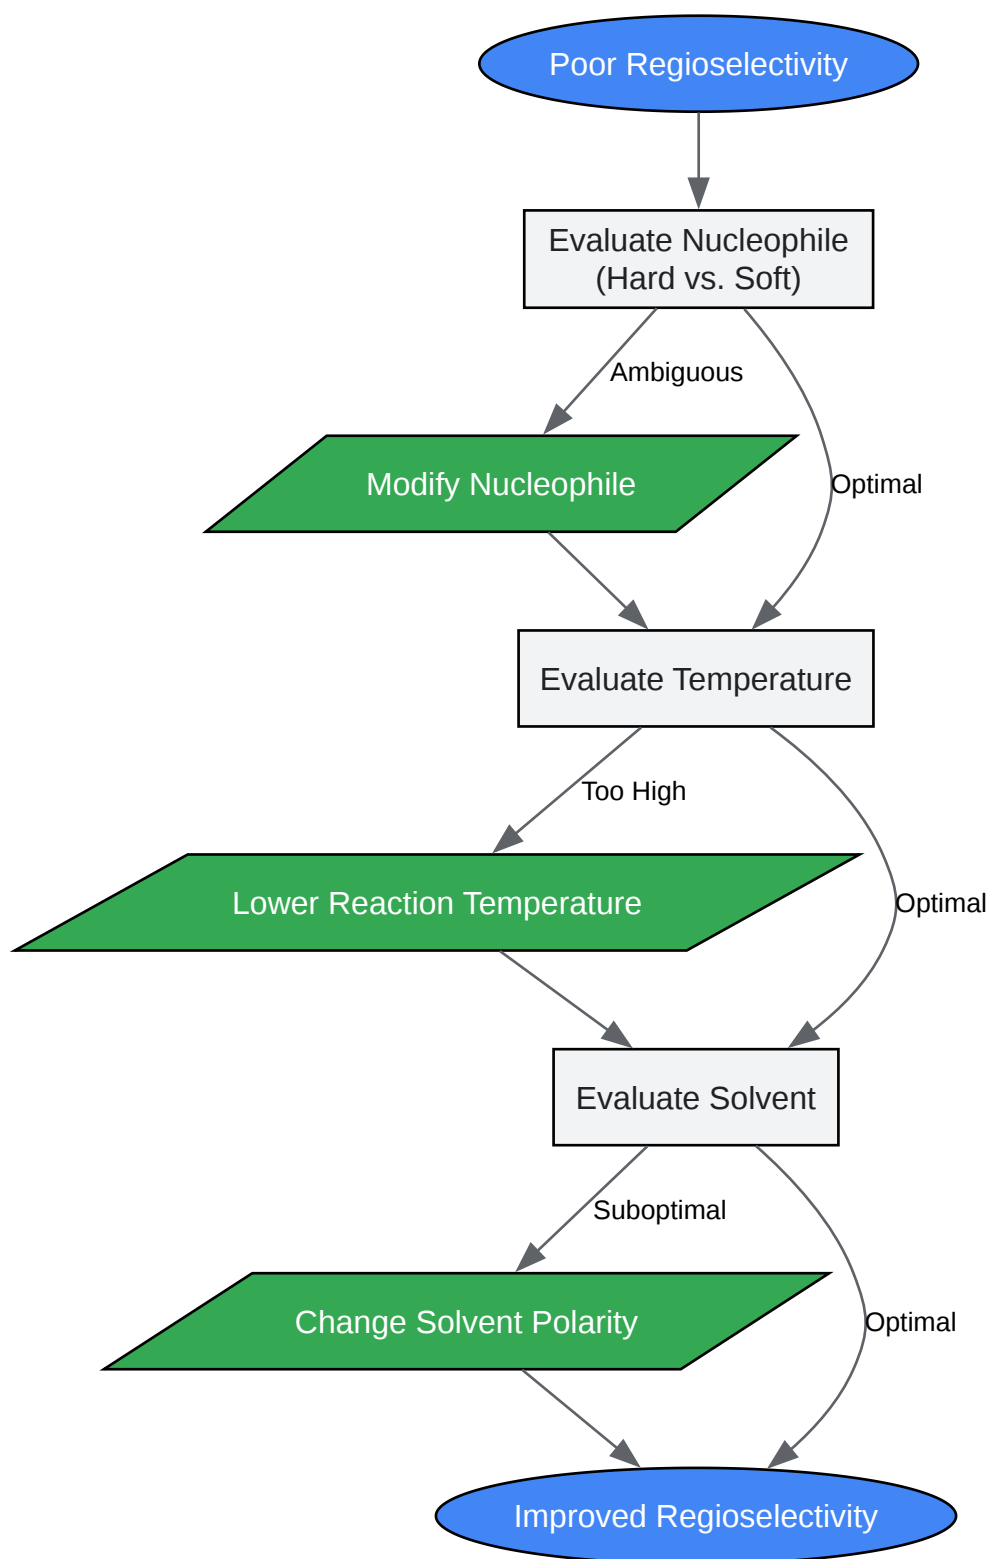 Poor Regioselectivity
Evaluate Nucleophile
(Hard vs. Soft)
Ambiguous
Modify Nucleophile
Optimal
Evaluate Temperature
Too High
Lower Reaction Temperature
Optimal
Evaluate Solvent
Suboptimal
Change Solvent Polarity
Optimal
Improved Regioselectivity